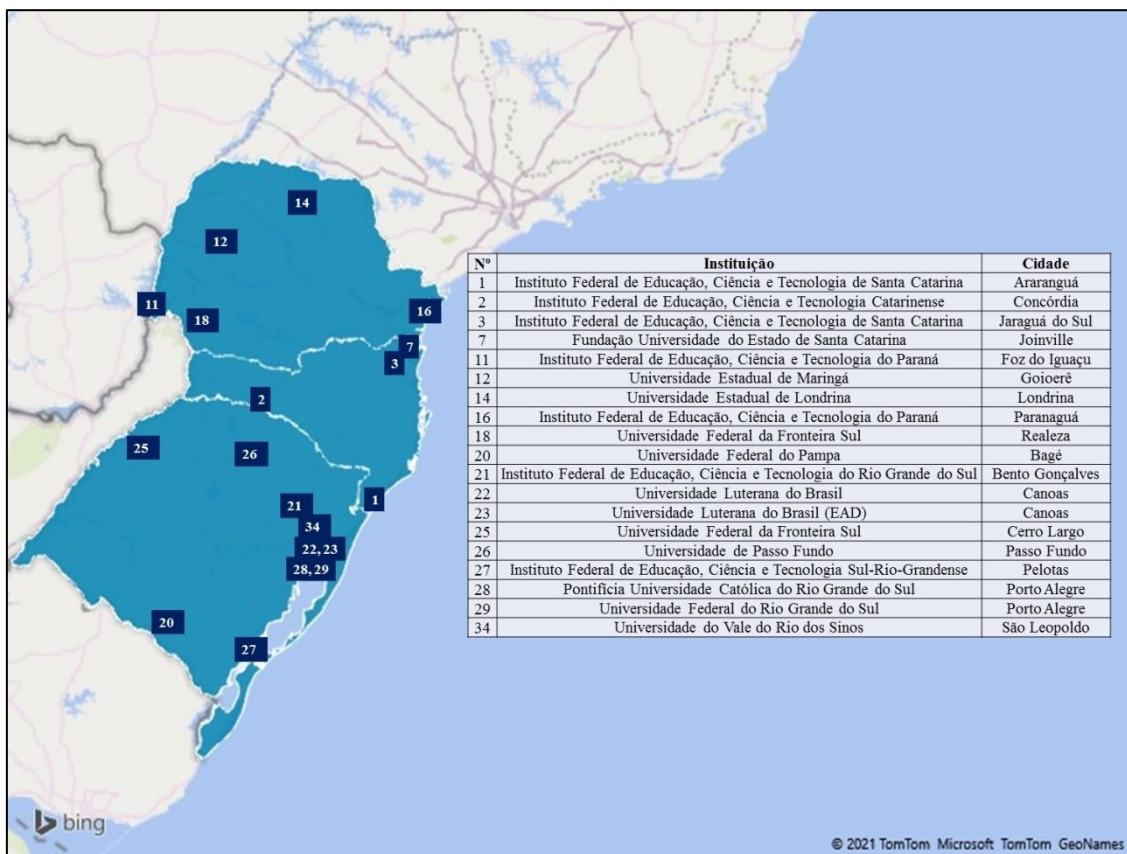 14
12
11
18
16
7
3
2
25
26
1
21
34
22, 23
28, 29
20
27
Nº Instituição Cidade
1 Instituto Federal de Educação, Ciência e Tecnologia de Santa Catarina Araranguá
2 Instituto Federal de Educação, Ciência e Tecnologia Catarinense Concórdia
3 Instituto Federal de Educação, Ciência e Tecnologia de Santa Catarina Jaraguá do Sul
7 Fundação Universidade do Estado de Santa Catarina Joinville
11 Instituto Federal de Educação, Ciência e Tecnologia do Paraná Foz do Iguaçu
12 Universidade Estadual de Maringá Goioerê
14 Universidade Estadual de Londrina Londrina
16 Instituto Federal de Educação, Ciência e Tecnologia do Paraná Paranaguá
18 Universidade Federal da Fronteira Sul Realeza
20 Universidade Federal do Pampa Bagé
21 Instituto Federal de Educação, Ciência e Tecnologia do Rio Grande do Sul Bento Gonçalves
22 Universidade Luterana do Brasil Canoas
23 Universidade Luterana do Brasil (EAD) Canoas
25 Universidade Federal da Fronteira Sul Cerro Largo
26 Universidade de Passo Fundo Passo Fundo
27 Instituto Federal de Educação, Ciência e Tecnologia Sul-Rio-Grandense Pelotas
28 Pontifícia Universidade Católica do Rio Grande do Sul Porto Alegre
29 Universidade Federal do Rio Grande do Sul Porto Alegre
34 Universidade do Vale do Rio dos Sinos São Leopoldo
bing
© 2021 TomTom Microsoft TomTom GeoNames